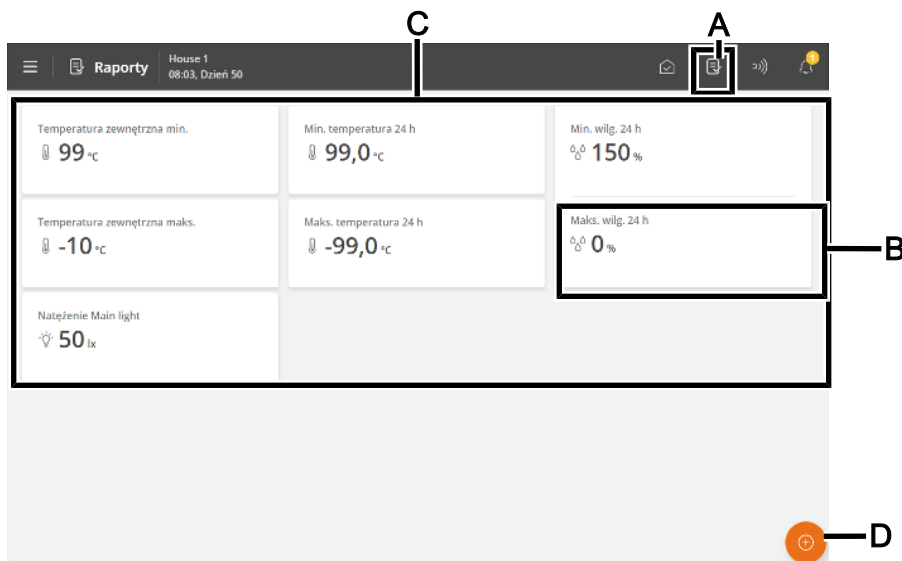 C
A
Raporty
House 1
08:03, Dzień 50
1
Temperatura zewnętrzna min.
99 °C
Min. temperatura 24 h
99,0 °C
Min. wilg. 24 h
150 %
Temperatura zewnętrzna maks.
-10 °C
Maks. temperatura 24 h
-99,0 °C
Maks. wilg. 24 h
0 %
B
Natężenie Main light
50 lx
D